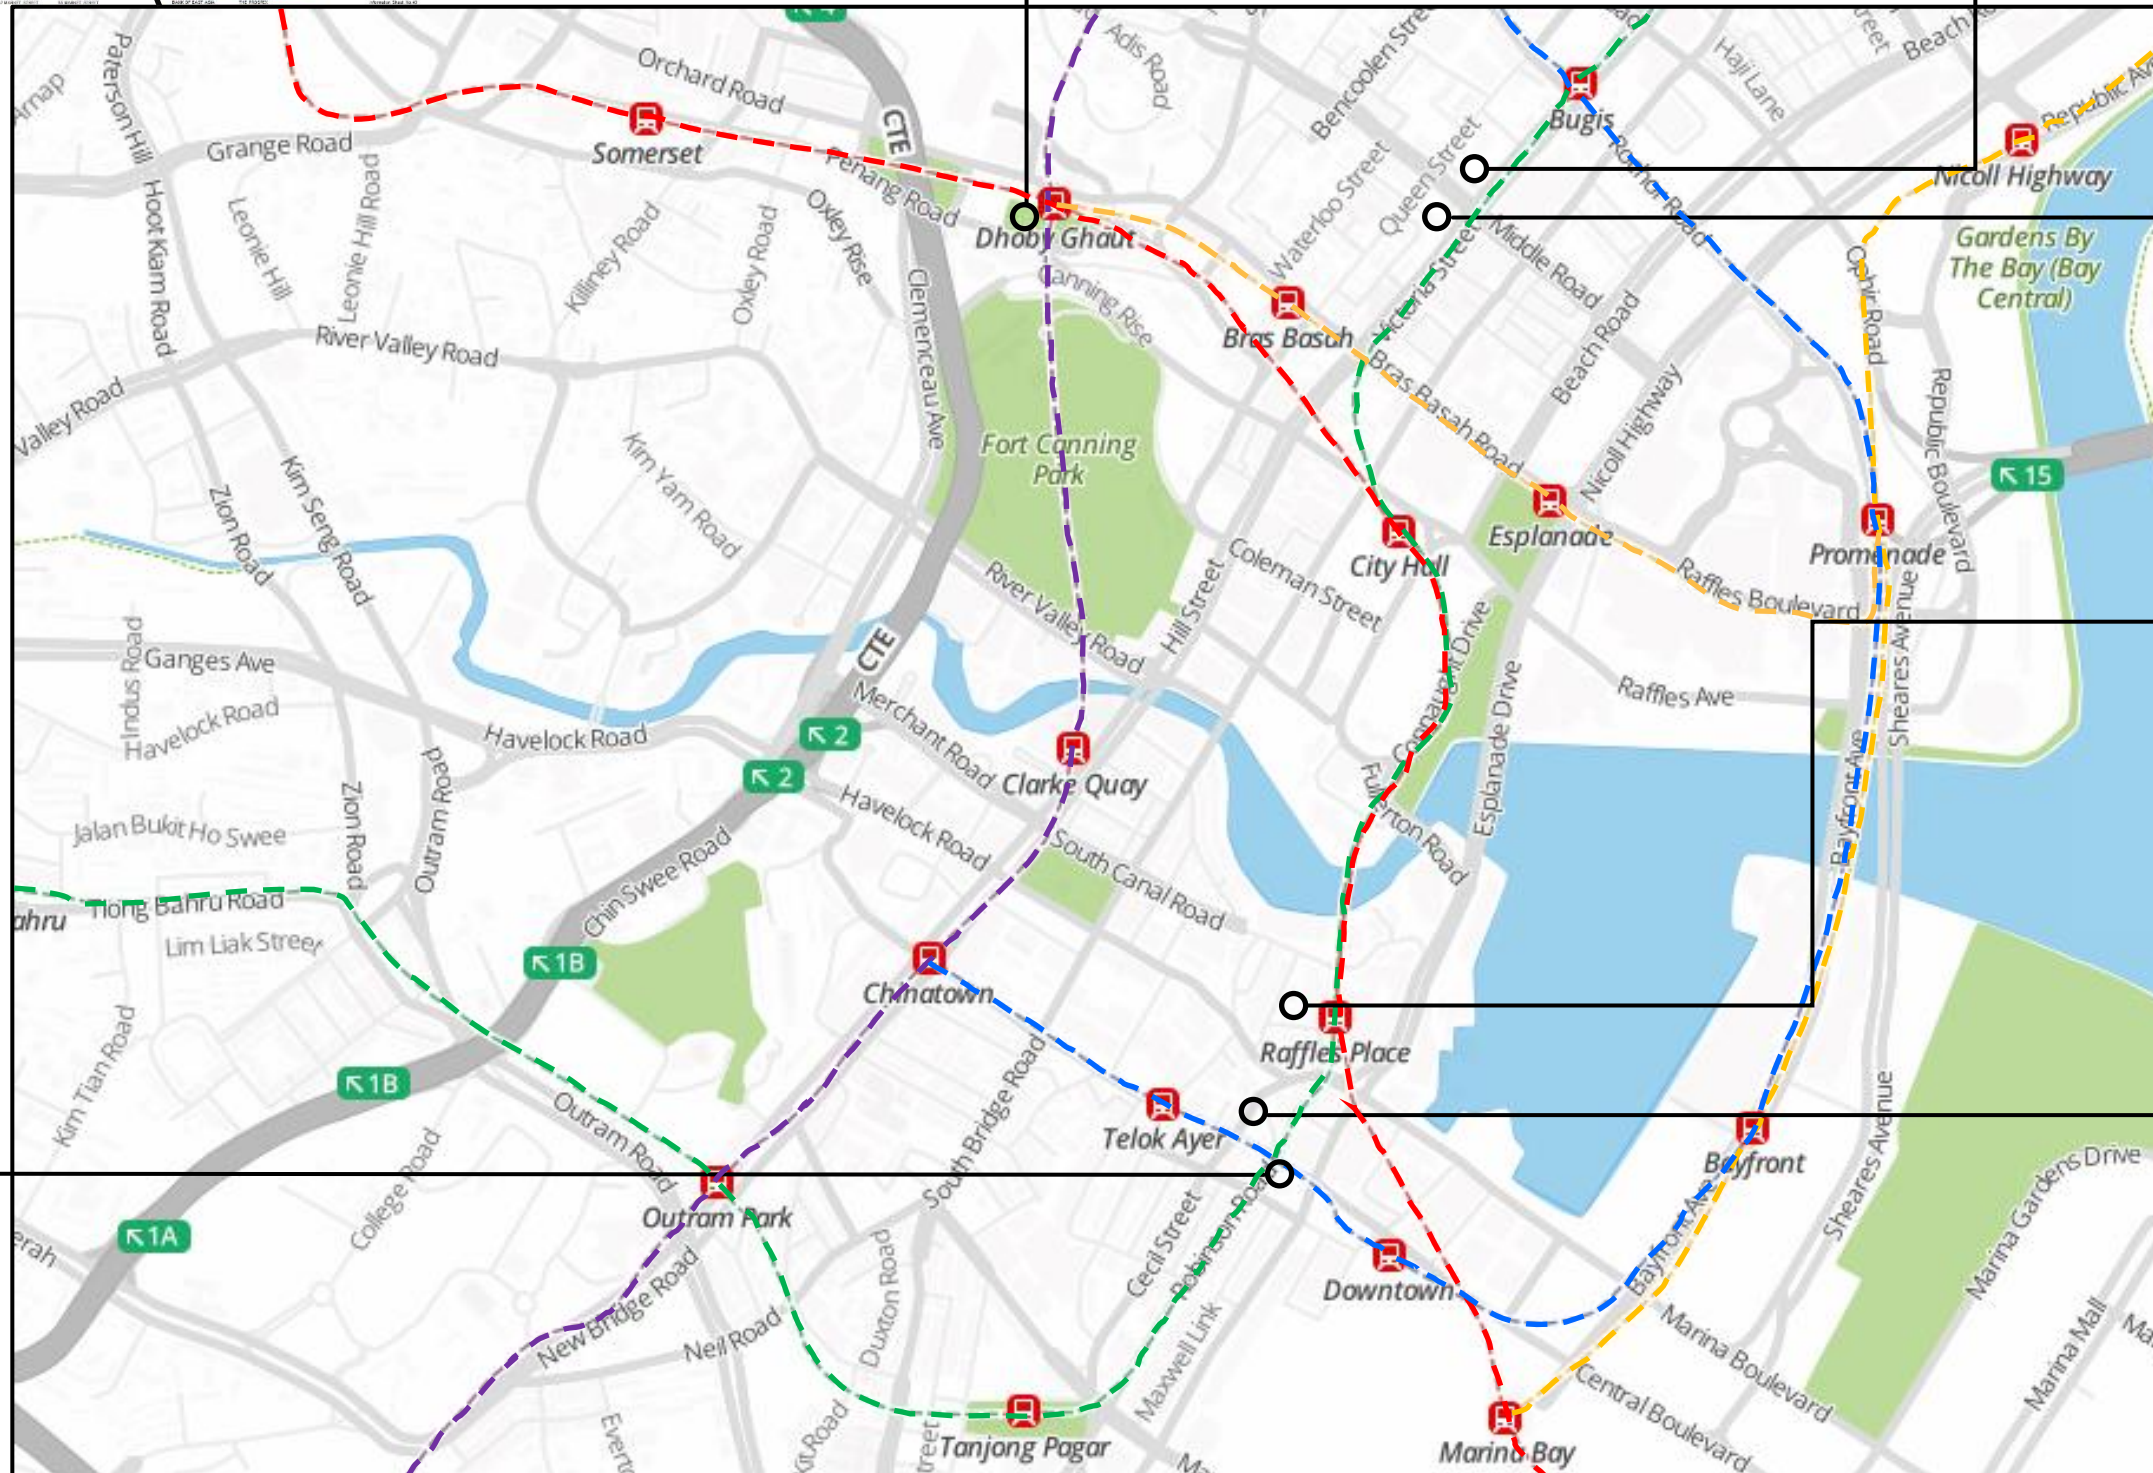 BANK OF EAST ASIA
THE PROSPEX
Adis Road
Orchard Road
Paterson Hill
Bencoolen Street
Haji Lane
Beach
Republic
CTE
Somerset
Grange Road
Bugis
Nicoll Highway
Queen Street
Waterloo Street
Rochor Road
Penang Road
Oxley Rise
Killiney Road
Oxley Road
Leonie Hill
Leonie Hill Road
Hoot Kiam Road
Dhoby Ghaut
Canning Rise
Middle Road
Victoria Street
Gardens By
The Bay (Bay
Central)
Ophir Road
Clemenceau Ave
Bras Basah
River Valley Road
Beach Road
Valley Road
Bras Basah Road
Nicoll Highway
Republic Boulevard
Fort Canning
Park
Kim Yam Road
Kim Seng Road
Zion Road
15
Esplanade
City Hall
Promenade
Coleman Street
Raffles Boulevard
River Valley Road
Hill Street
Connaught Drive
Esplanade Drive
Sheares Avenue
CTE
Indus Road
Ganges Ave
Havelock Road
Havelock Road
Merchant Road
Raffles Ave
2
2
Clarke Quay
Bayfront Ave
Fullerton Road
Outram Road
Zion Road
Jalan Bukit Ho Swee
Havelock Road
South Canal Road
Chin Swee Road
ahru
Tiong Bahru Road
Lim Liak Street
1B
Chinatown
Raffles Place
Kim Tian Road
1B
South Bridge Road
Telok Ayer
Outram Road
College Road
Bayfront
Sheares Avenue
Marina Gardens Drive
Outram Park
1A
erah
Cecil Street
Robinson Road
Downtown
Bayfront Ave
New Bridge Road
Neil Road
Duxton Road
Maxwell Link
Marina Boulevard
Marina Mall
Central Boulevard
Tanjong Pagar
Marina Bay